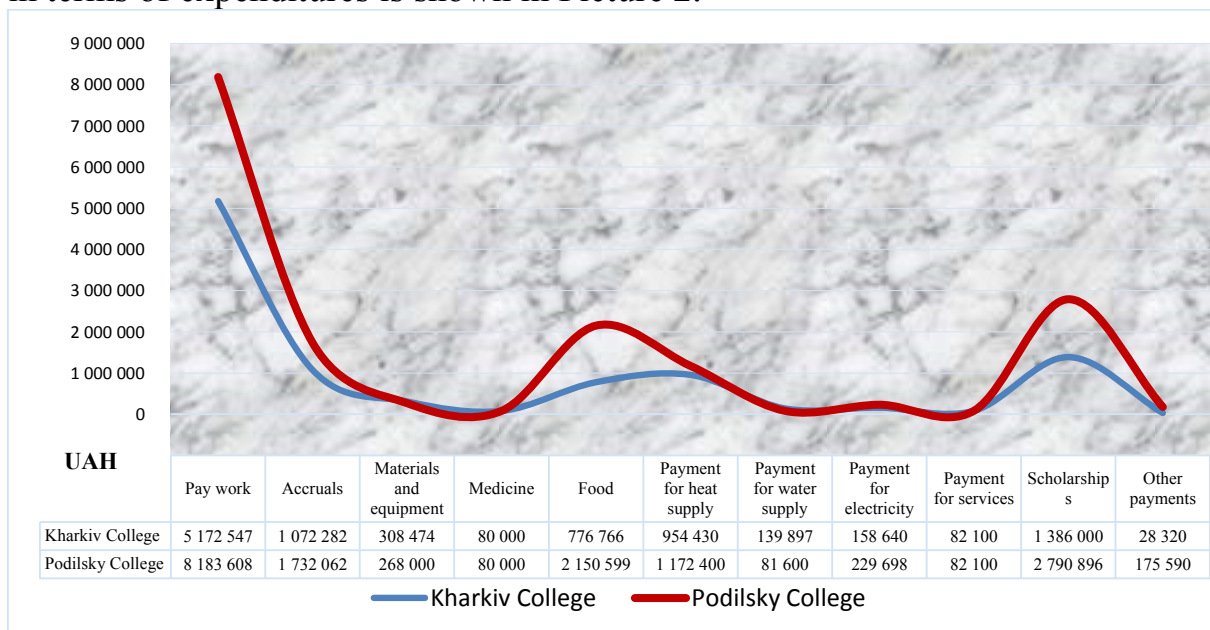 in terms of expenditures is shown in Picture 2.
9 000 000
8 000 000
7 000 000
6 000 000
5 000 000
4 000 000
3 000 000
2 000 000
1 000 000
0
UAH
Pay work Accruals Materials and equipment Medicine Food Payment for heat supply Payment for water supply Payment for electricity Payment for services Scholarship s Other payments
Kharkiv College 5 172 547 1 072 282 308 474 80 000 776 766 954 430 139 897 158 640 82 100 1 386 000 28 320
Podilsky College 8 183 608 1 732 062 268 000 80 000 2 150 599 1 172 400 81 600 229 698 82 100 2 790 896 175 590
Kharkiv College Podilsky College